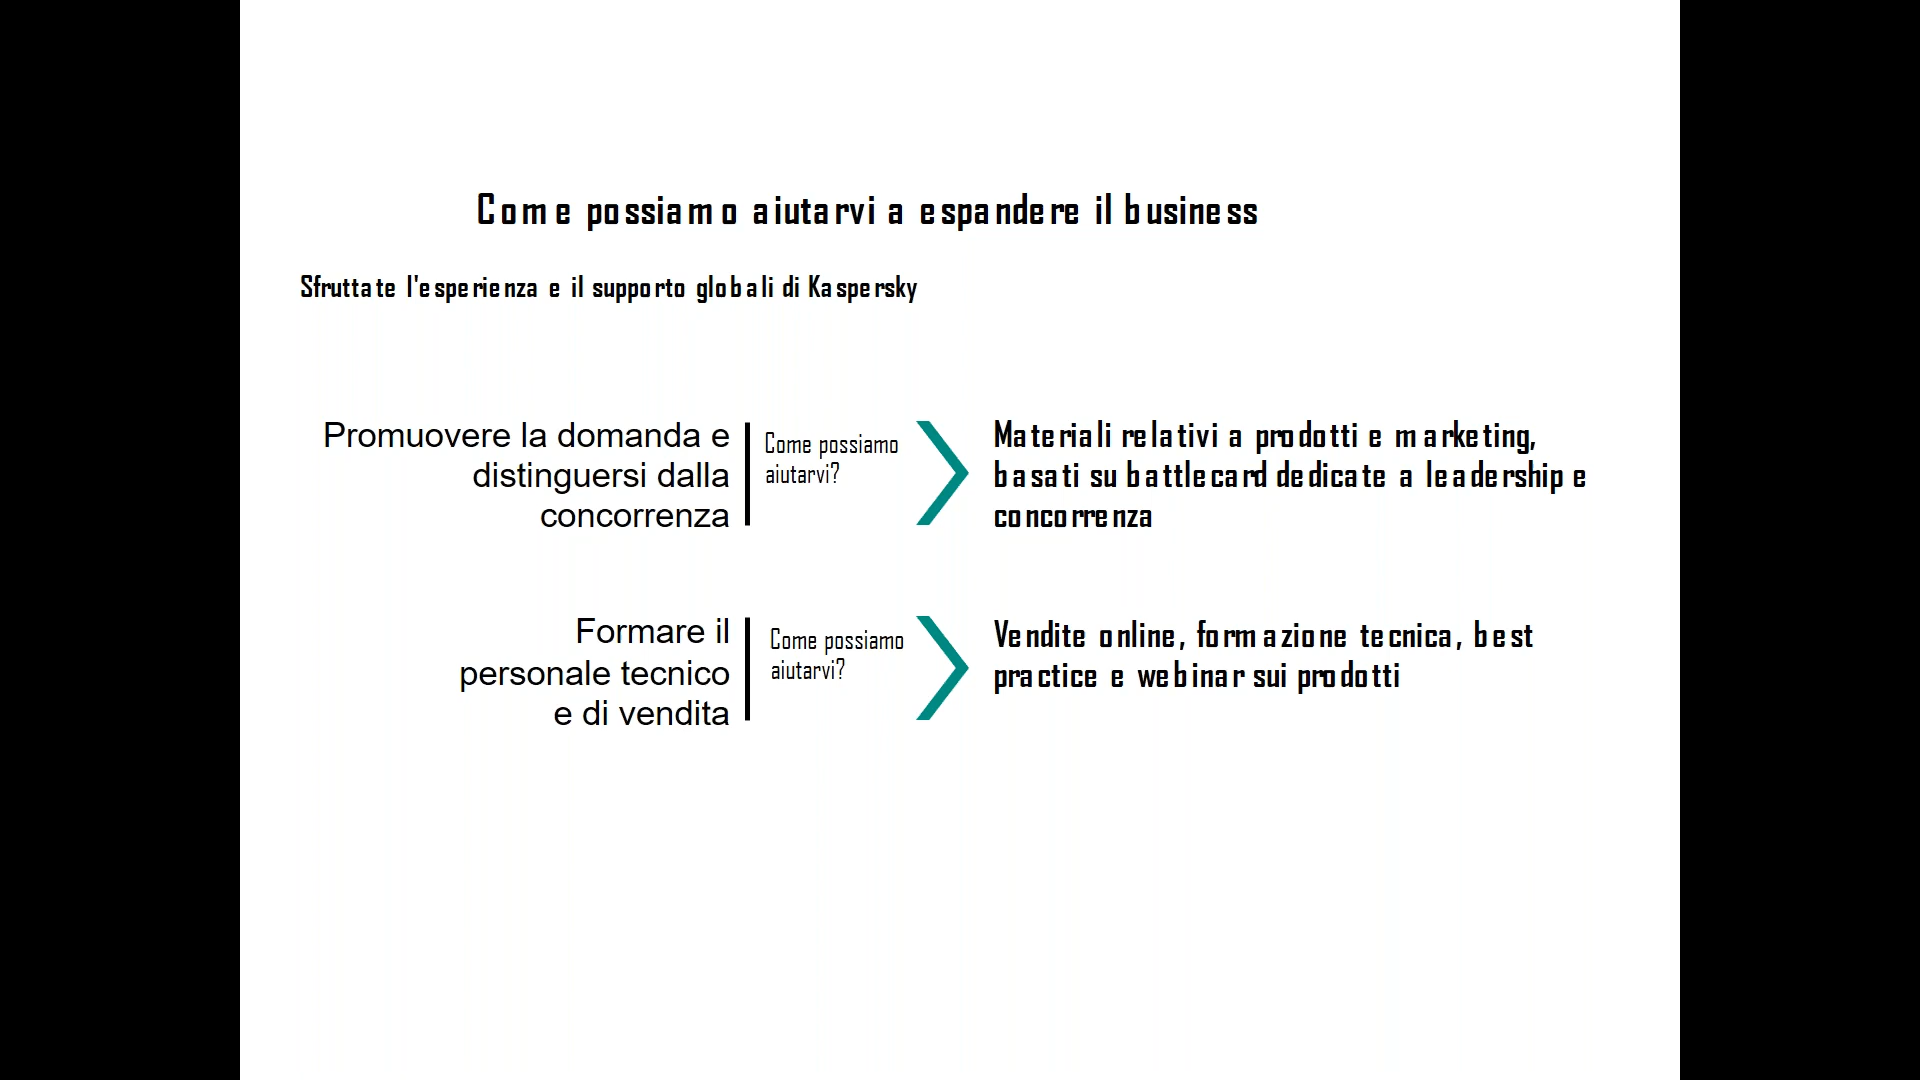 Come possiamo aiutarvi a espandere il business
Sfruttate l'esperienza e il supporto globali di Kaspersky
Promuovere la domanda e
distinguersi dalla
concorrenza
Come possiamo
aiutarvi?
Materiali relativi a prodotti e marketing,
basati su battlecard dedicate a leadership e
concorrenza
Formare il
personale tecnico
e di vendita
Come possiamo
aiutarvi?
Vendite online, formazione tecnica, best
practice e webinar sui prodotti